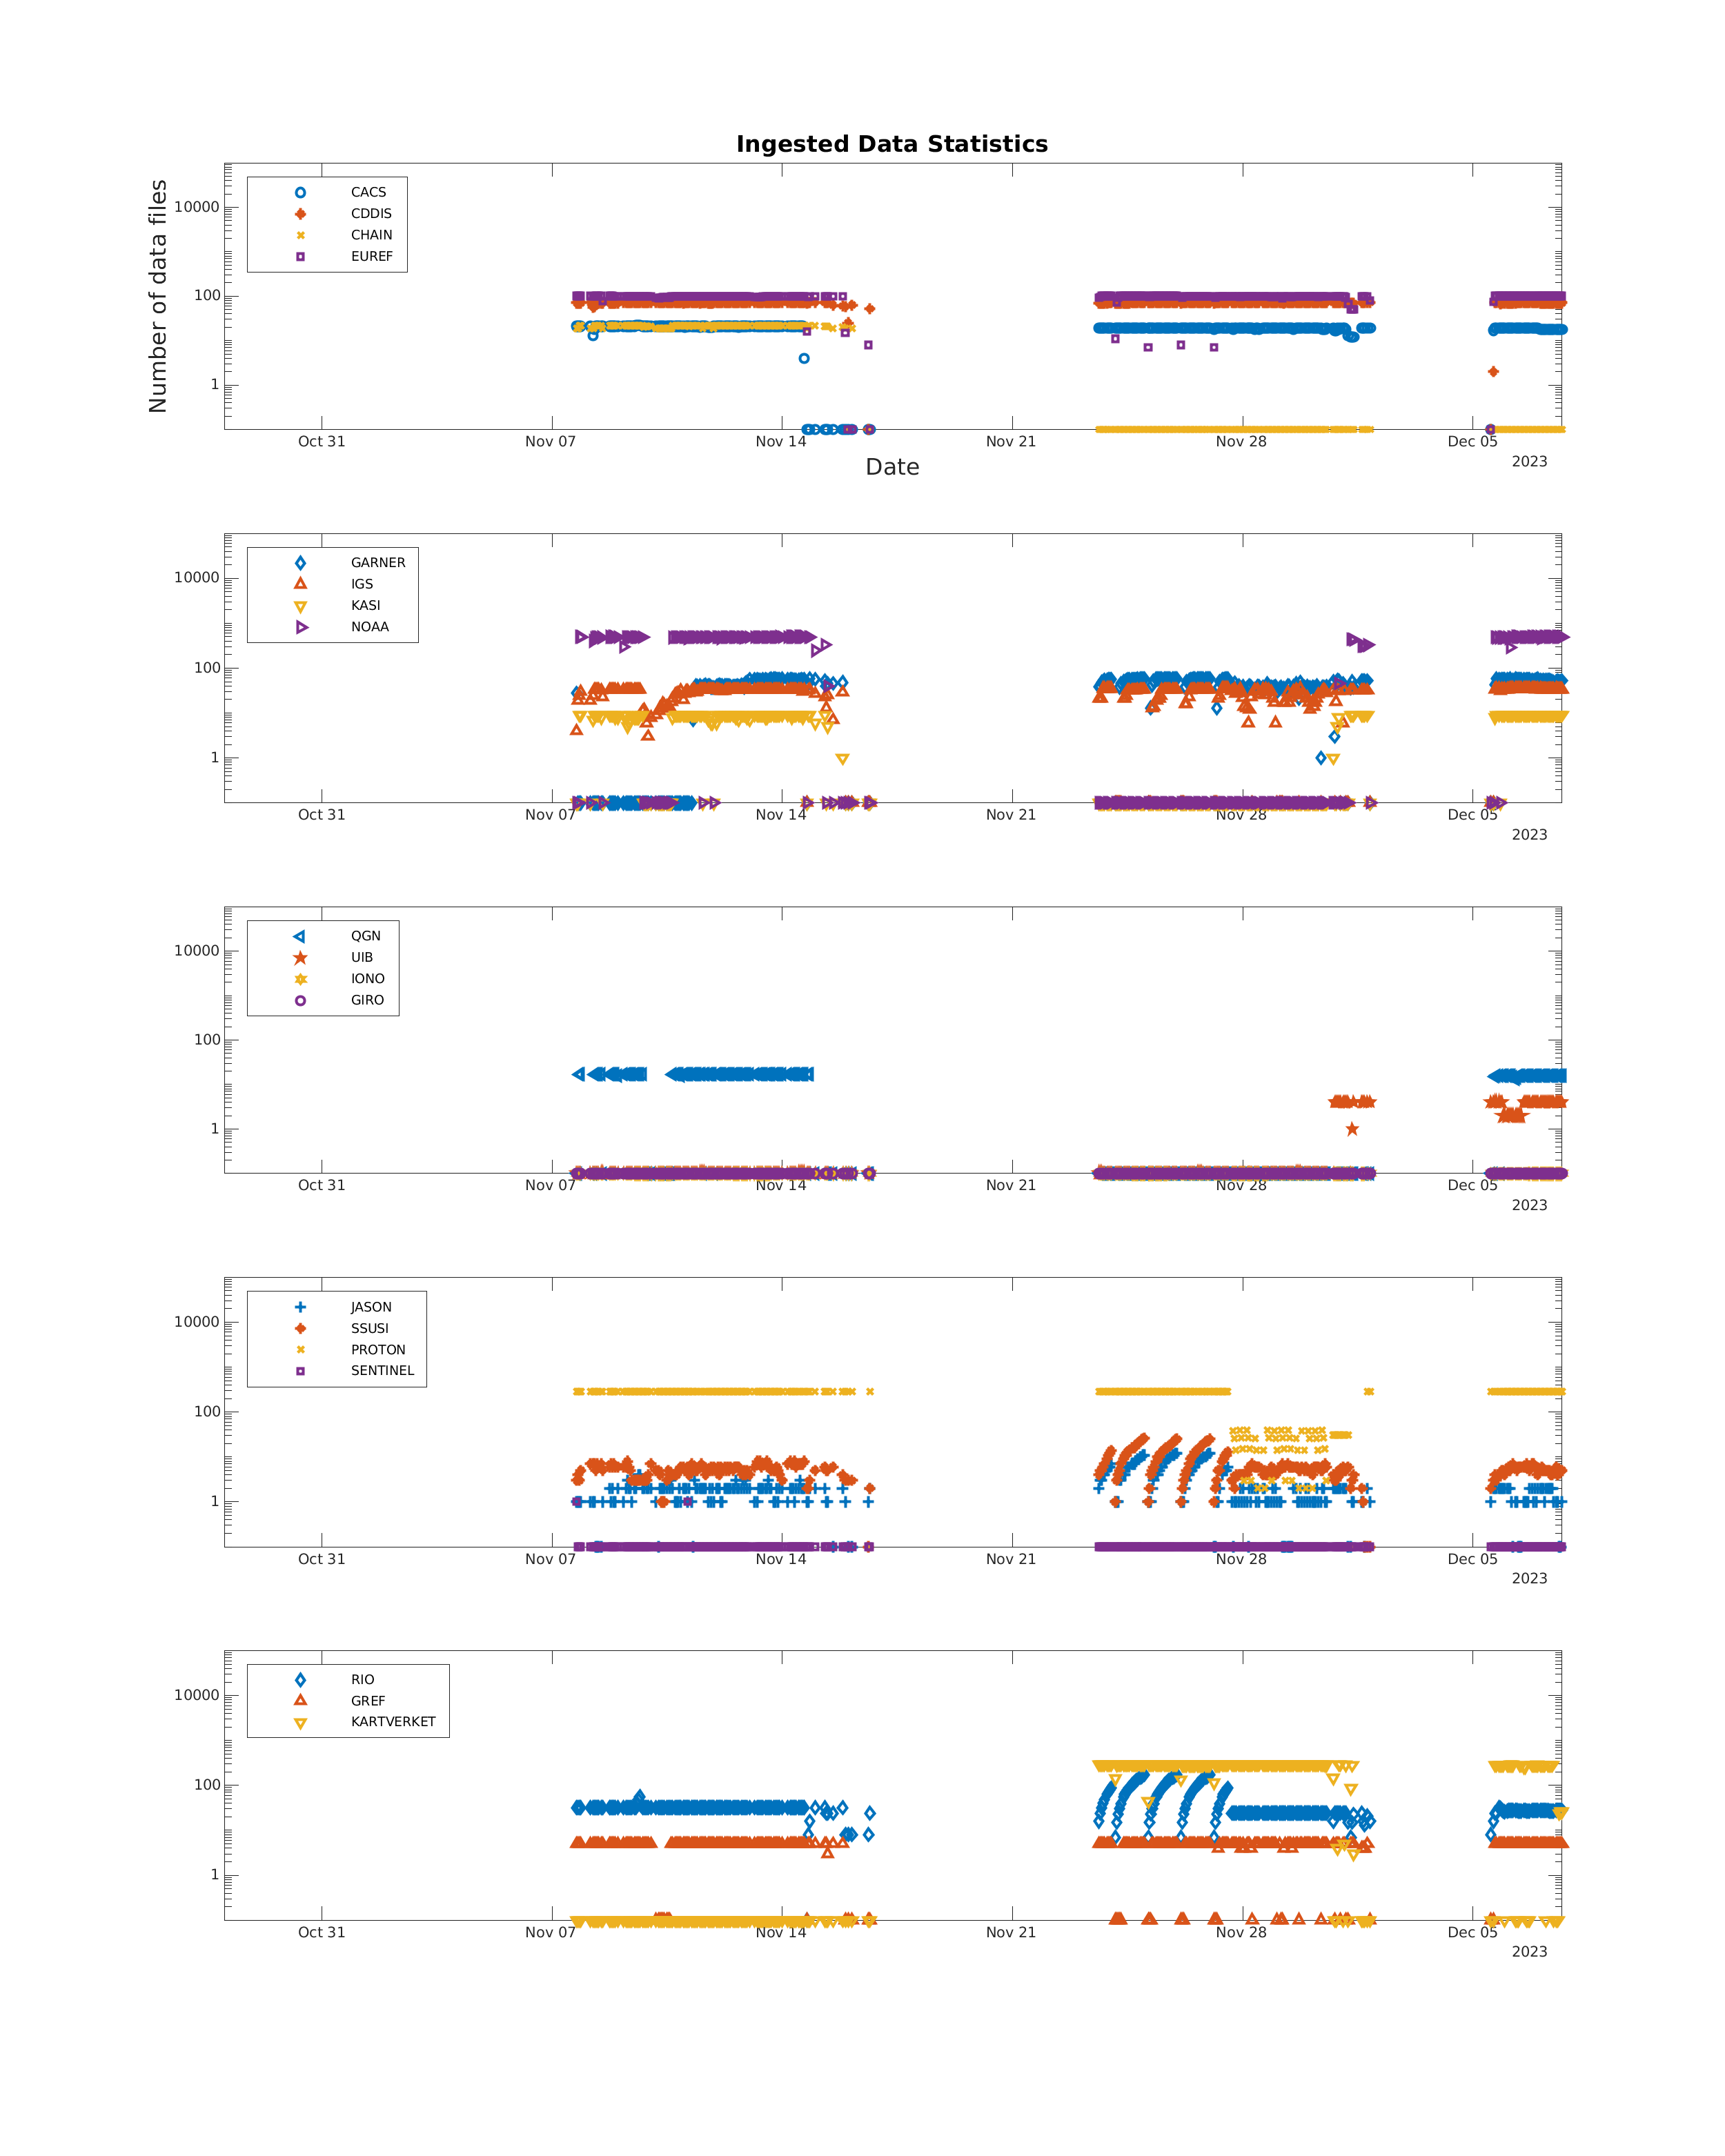 Ingested Data Statistics
Number of data files
10000
100
1
CACS
CDDIS
CHAIN
EUREF
Oct 31
Nov 07
Nov 14
Nov 21
Nov 28
Dec 05
2023
Date
10000
100
1
GARNER
IGS
KASI
NOAA
Oct 31
Nov 07
Nov 14
Nov 21
Nov 28
Dec 05
2023
10000
100
1
QGN
UIB
IONO
GIRO
Oct 31
Nov 07
Nov 14
Nov 21
Nov 28
Dec 05
2023
10000
100
1
JASON
SSUSI
PROTON
SENTINEL
Oct 31
Nov 07
Nov 14
Nov 21
Nov 28
Dec 05
2023
10000
100
1
RIO
GREF
KARTVERKET
Oct 31
Nov 07
Nov 14
Nov 21
Nov 28
Dec 05
2023